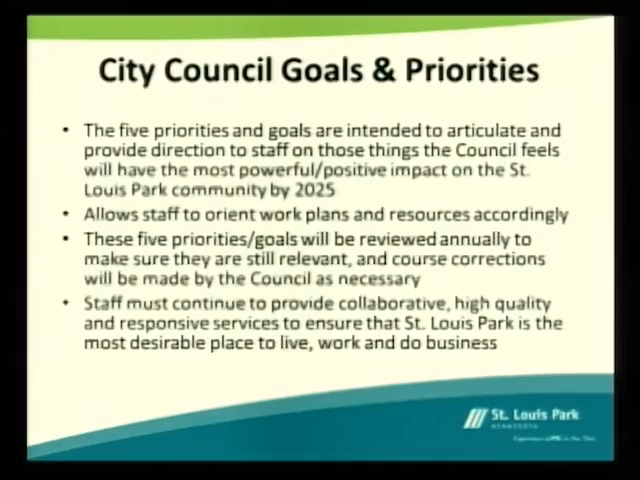 City Council Goals & Priorities
• The five priorities and goals are intended to articulate and
provide direction to staff on those things the Council feels
will have the most powerful/positive impact on the St.
Louis Park community by 2025
• Allows staff to orient work plans and resources accordingly
• These five priorities/goals will be reviewed annually to
make sure they are still relevant, and course corrections
will be made by the Council as necessary
• Staff must continue to provide collaborative, high quality
and responsive services to ensure that St. Louis Park is the
most desirable place to live, work and do business
St. Louis Park
MINNESOTA